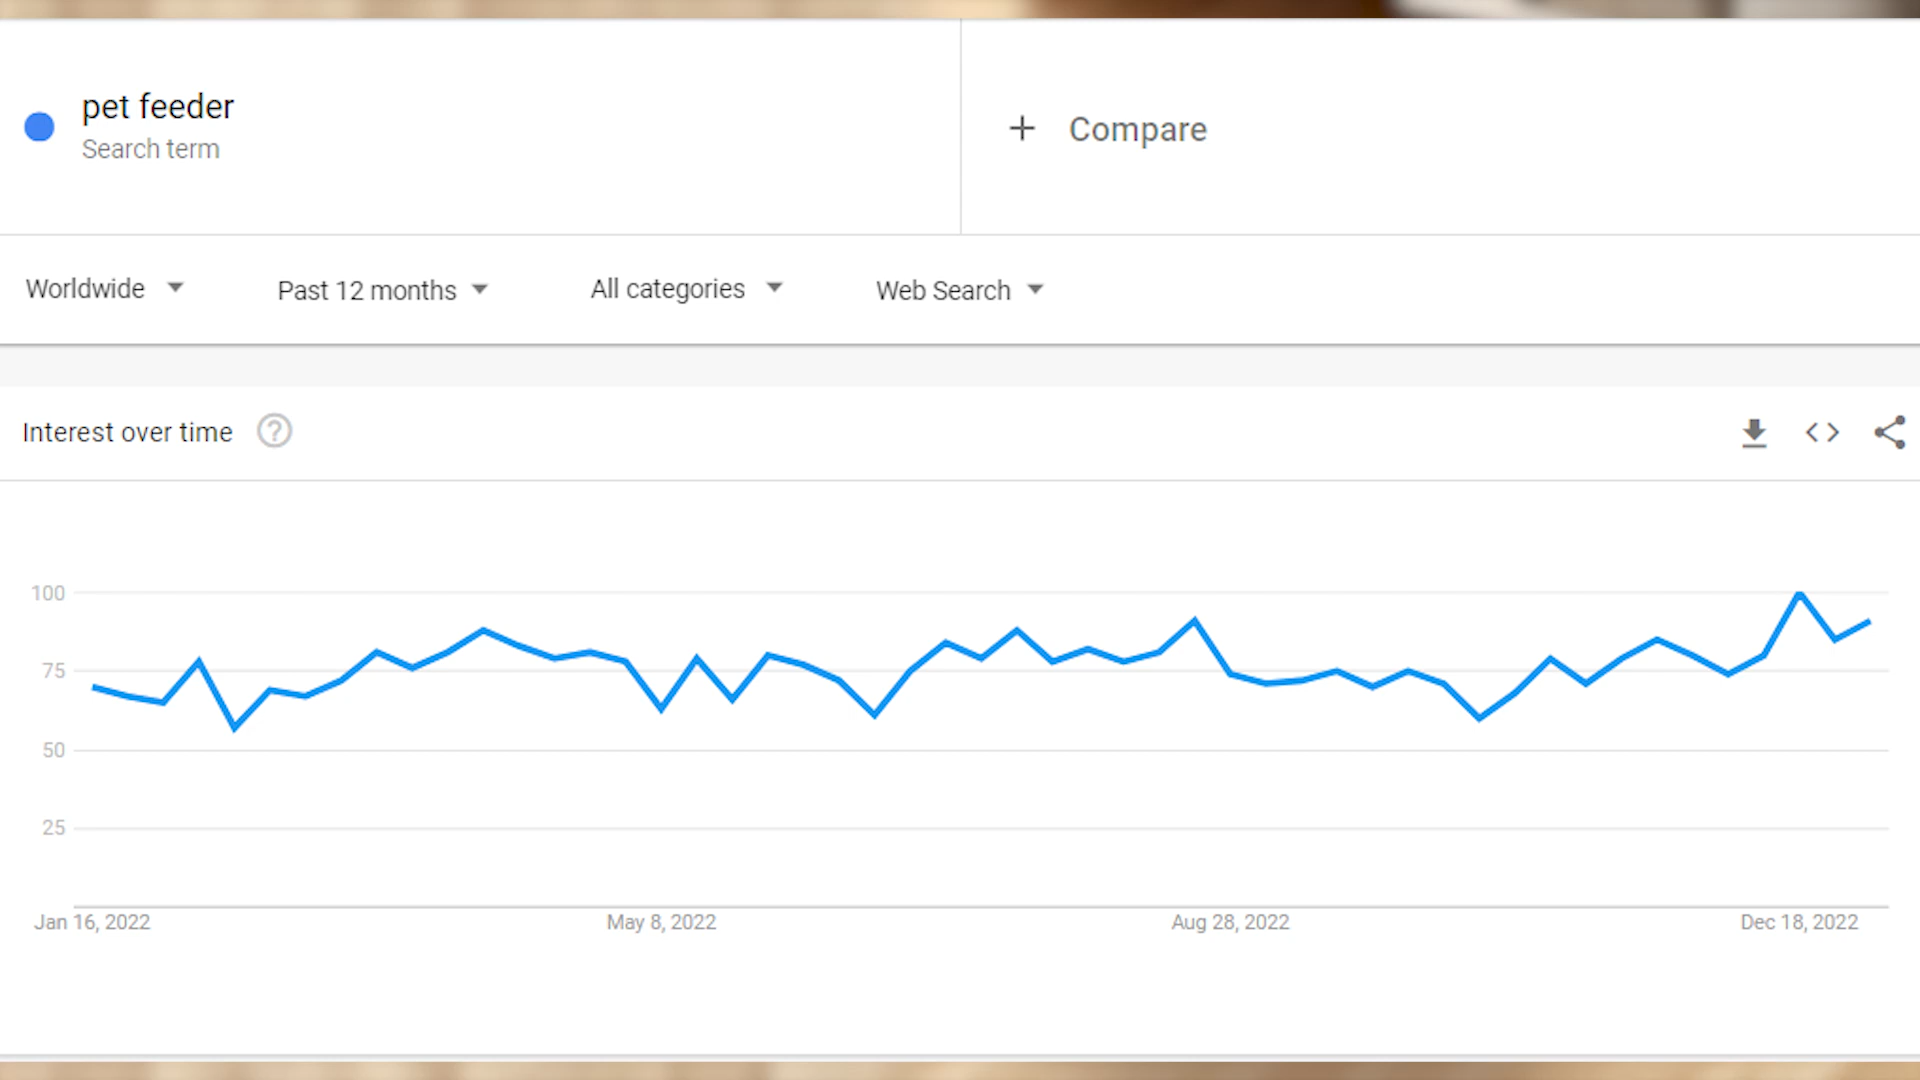 pet feeder
Search term
+ Compare
Worldwide
Past 12 months
All categories
Web Search
Interest over time ?
100
75
50
25
Jan 16, 2022
May 8, 2022
Aug 28, 2022
Dec 18, 2022